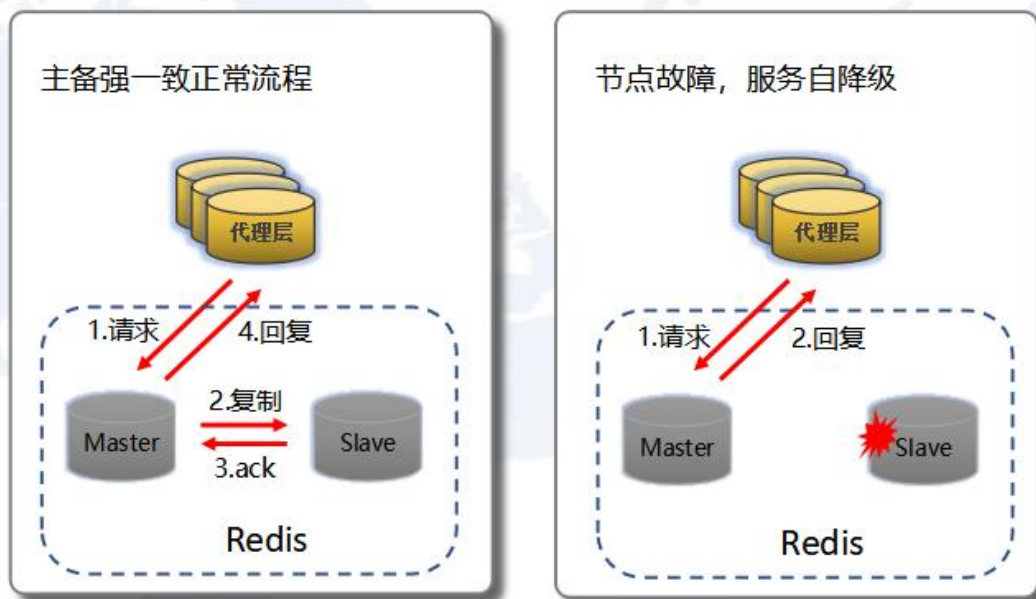 主备强一致正常流程
代理层
1.请求
4.回复
2.复制
Master
Slave
3.ack
Redis
节点故障，服务自降级
代理层
1.请求
2.回复
Master
Slave
Redis